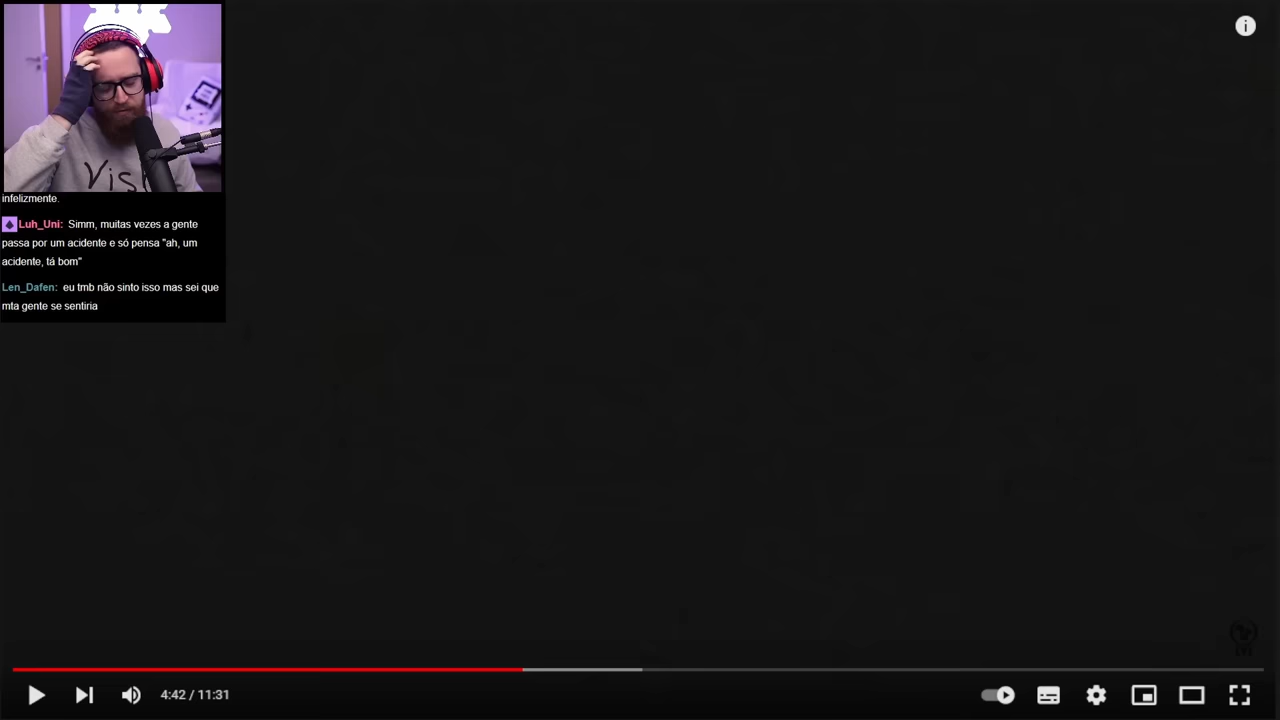 Vis
infelizmente.
Luh_Uni: Simm, muitas vezes a gente
passa por um acidente e só pensa "ah, um
acidente, tá bom"
Len_Dafen: eu tmb não sinto isso mas sei que
mta gente se sentiria
4:42 / 11:31